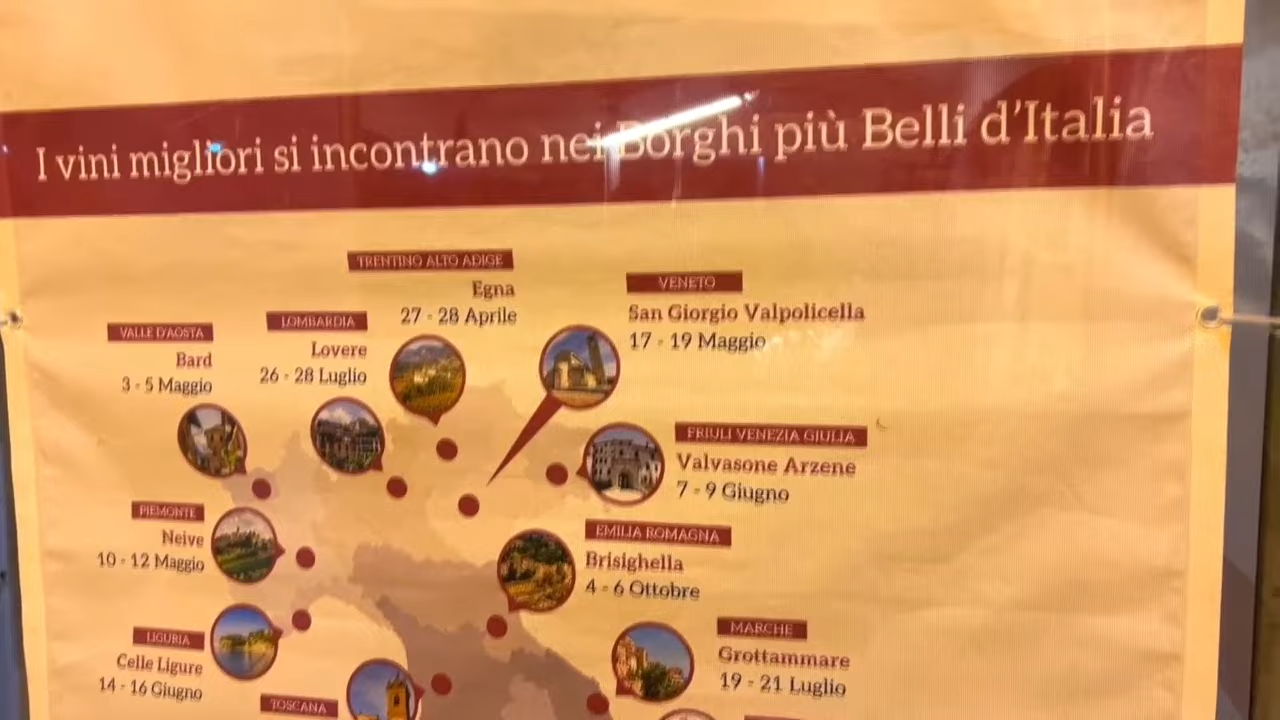 I vini migliori si incontrano nei Borghi più Belli d'Italia
TRENTINO ALTO ADIGE
Egna
27 - 28 Aprile
VENETO
San Giorgio Valpolicella
17 - 19 Maggio
LOMBARDIA
Lovere
26 - 28 Luglio
VALLE D'AOSTA
Bard
3 - 5 Maggio
FRIULI VENEZIA GIULIA
Valvasone Arzene
7 - 9 Giugno
PIEMONTE
Neive
10 - 12 Maggio
EMILIA ROMAGNA
Brisighella
4 - 6 Ottobre
LIGURIA
Celle Ligure
14 - 16 Giugno
MARCHE
Grottammare
19 - 21 Luglio
TOSCANA